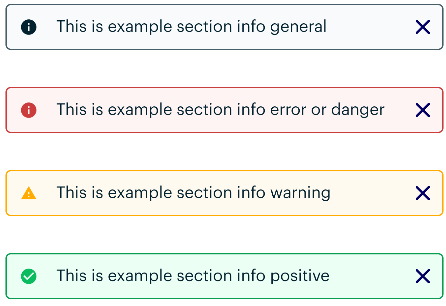 This is example section info general
This is example section info error or danger
This is example section info warning
This is example section info positive